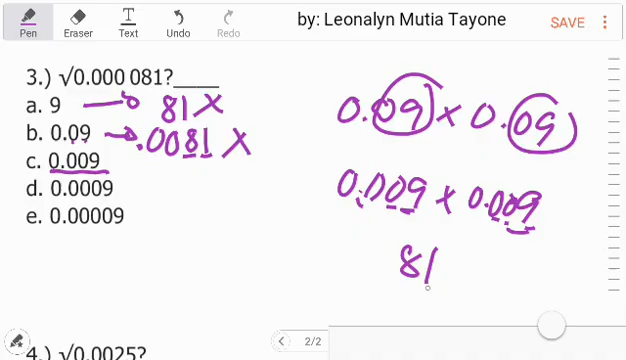 by: Leonalyn Mutia Tayone
SAVE
Pen
Eraser
Text
Undo
Redo
3.) √0.000 081?____
a. 9 → 81 X
b. 0.09 → .0081 X
c. 0.009
d. 0.0009
e. 0.00009
0.09 x 0.09
0.009 x 0.009
81
2/2
4.) √0.0025?